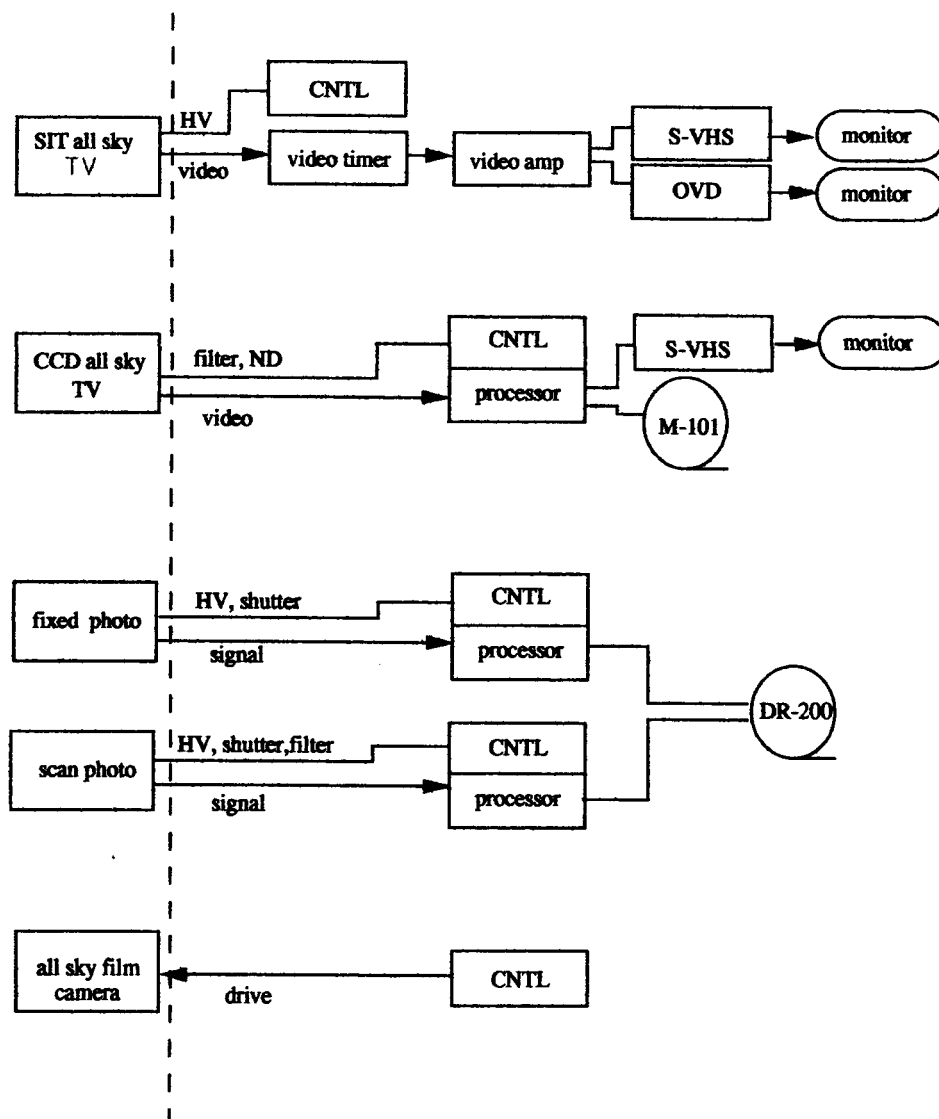 CNTL
HV
SIT all sky
TV
video
video timer
video amp
S-VHS
monitor
OVD
monitor
CCD all sky
TV
filter, ND
video
CNTL
processor
S-VHS
monitor
M-101
fixed photo
HV, shutter
signal
CNTL
processor
DR-200
scan photo
HV, shutter,filter
signal
CNTL
processor
all sky film
camera
drive
CNTL